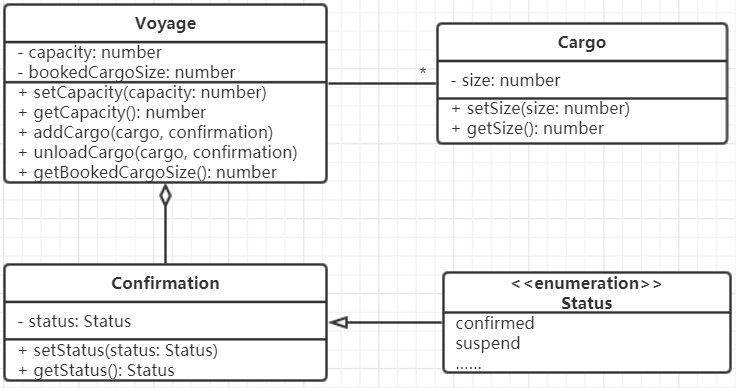 Voyage
- capacity: number
- bookedCargoSize: number
+ setCapacity(capacity: number)
+ getCapacity(): number
+ addCargo(cargo, confirmation)
+ unloadCargo(cargo, confirmation)
+ getBookedCargoSize(): number
*
Cargo
- size: number
+ setSize(size: number)
+ getSize(): number
Confirmation
- status: Status
+ setStatus(status: Status)
+ getStatus(): Status
<<enumeration>>
Status
confirmed
suspend
......